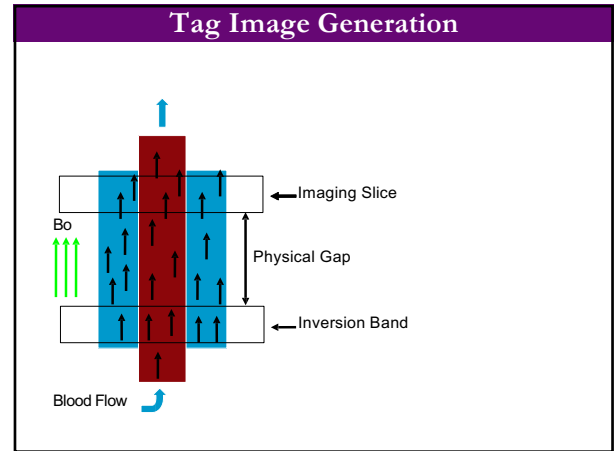 Tag Image Generation
Imaging Slice
Bo
Physical Gap
Inversion Band
Blood Flow